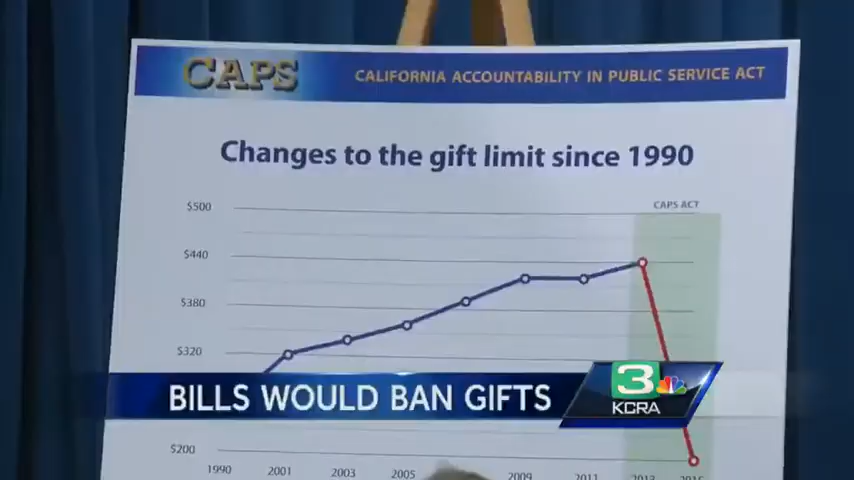 CAPS
CALIFORNIA ACCOUNTABILITY IN PUBLIC SERVICE ACT
Changes to the gift limit since 1990
CAPS ACT
$500
$440
$380
$320
BILLS WOULD BAN GIFTS
3
KCRA
$200
1990 2001 2003 2005 2009 2011 2013